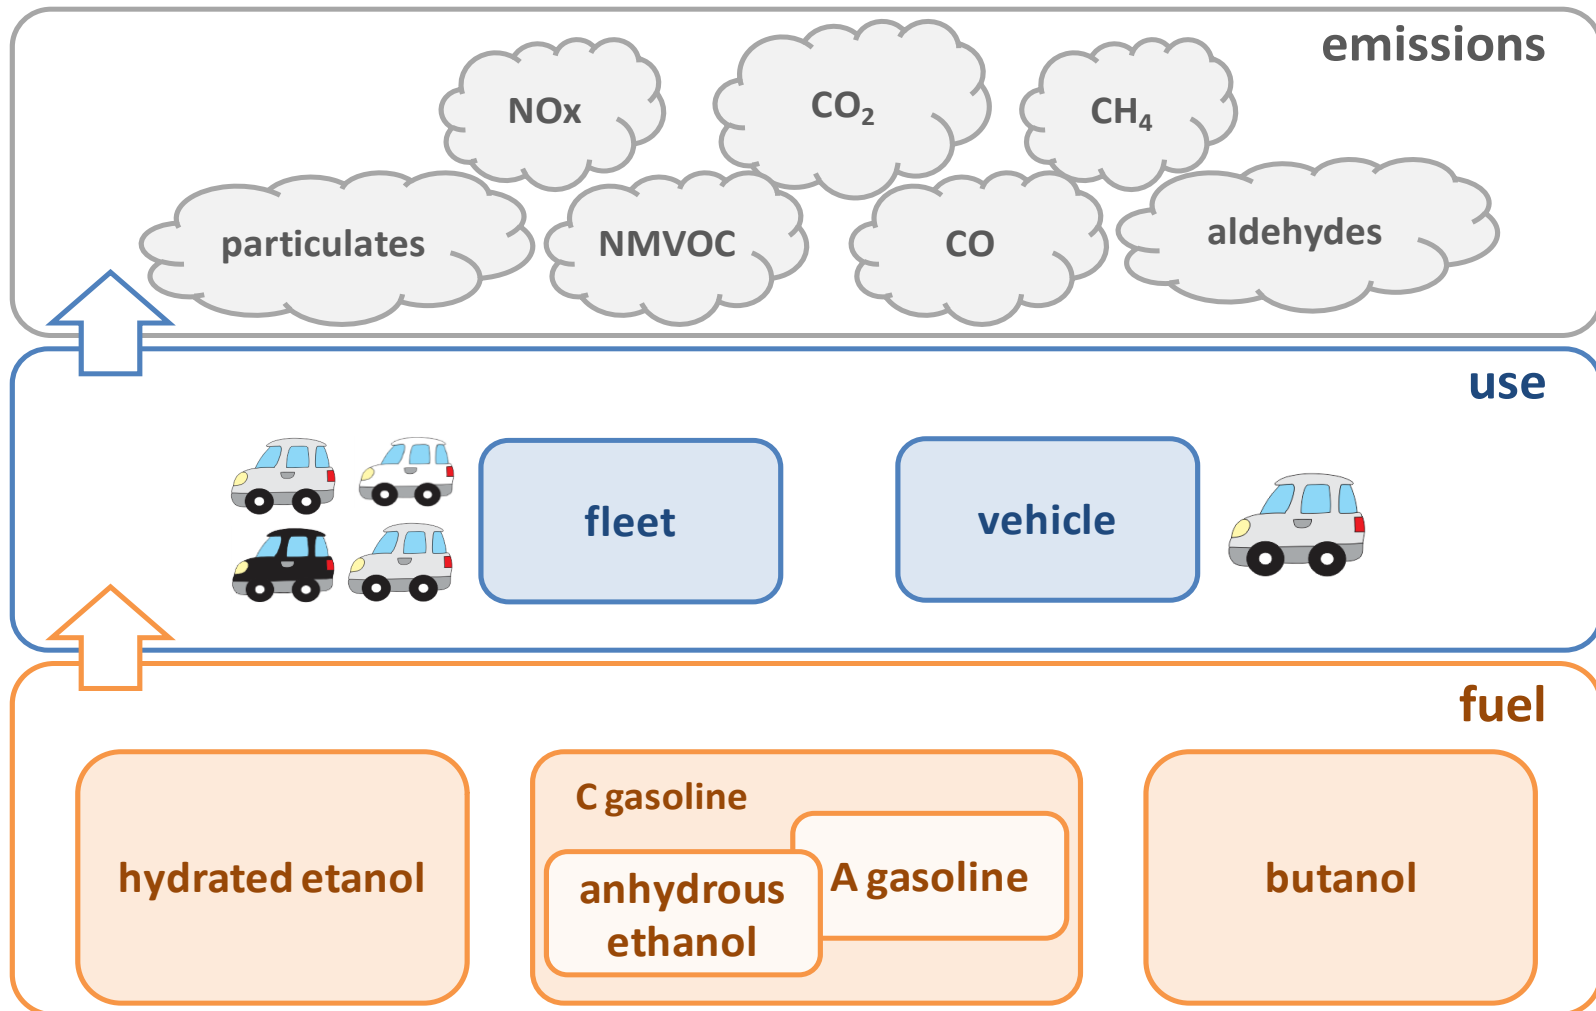 emissions
NOx
CO₂
CH₄
particulates
NMVOC
CO
aldehydes
use
fleet
vehicle
fuel
hydrated etanol
C gasoline
anhydrous
ethanol
A gasoline
butanol